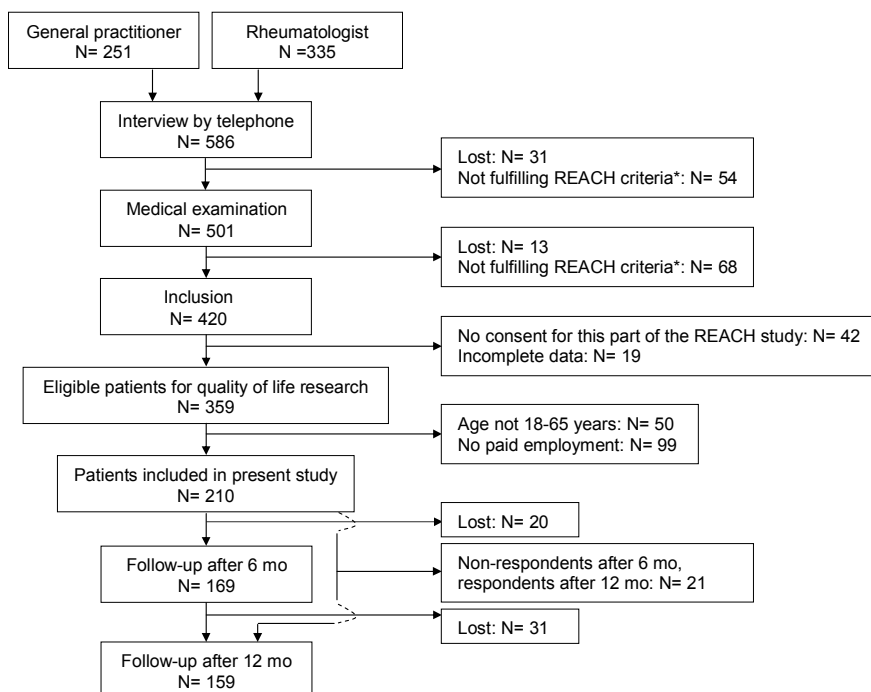 General practitioner
N= 251
Rheumatologist
N =335
Interview by telephone
N= 586
Lost: N= 31
Not fulfilling REACH criteria*: N= 54
Medical examination
N= 501
Lost: N= 13
Not fulfilling REACH criteria*: N= 68
Inclusion
N= 420
No consent for this part of the REACH study: N= 42
Incomplete data: N= 19
Eligible patients for quality of life research
N= 359
Age not 18-65 years: N= 50
No paid employment: N= 99
Patients included in present study
N= 210
Lost: N= 20
Follow-up after 6 mo
N= 169
Non-respondents after 6 mo,
respondents after 12 mo: N= 21
Lost: N= 31
Follow-up after 12 mo
N= 159